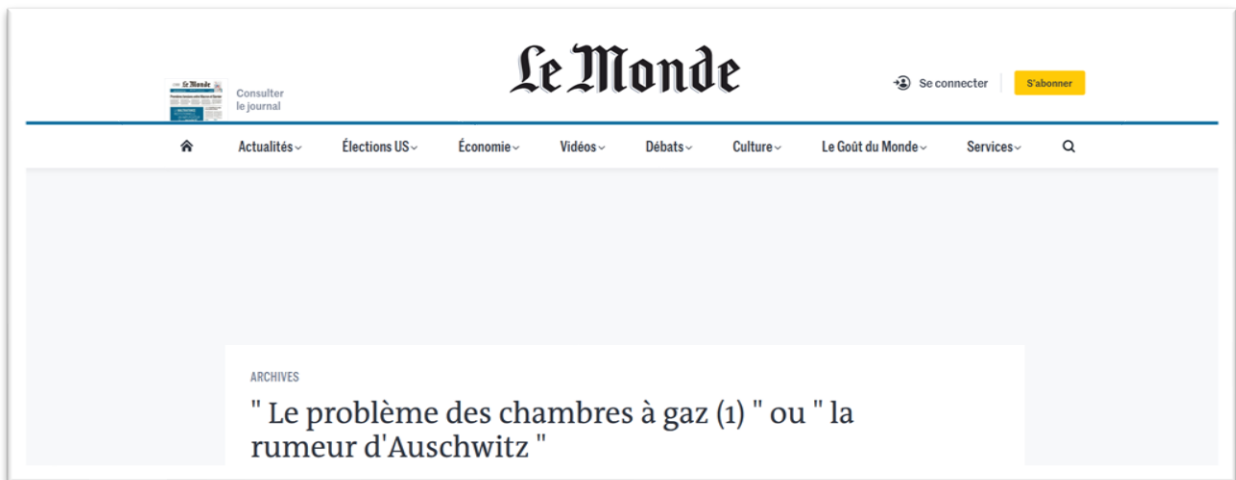 Le Monde
Consulter
le journal
Se connecter
S'abonner
Actualités
Élections US
Économie
Vidéos
Débats
Culture
Le Goût du Monde
Services
ARCHIVES
" Le problème des chambres à gaz (1) " ou " la
rumeur d'Auschwitz "